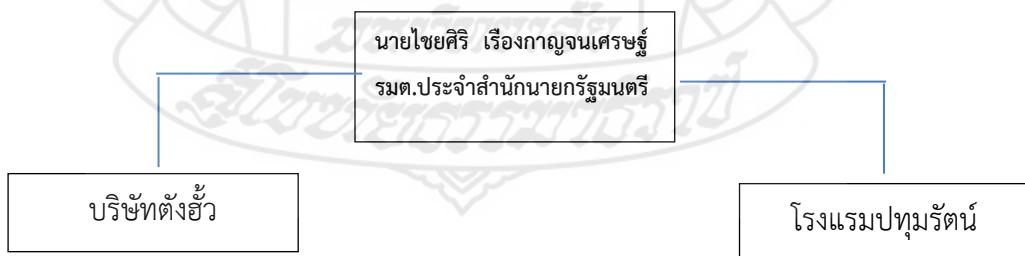 นายไชยศิริ เรืองกาญจนเศรษฐ์
รมต.ประจำสำนักนายกรัฐมนตรี
บริษัทตังฮั้ว
โรงแรมปทุมรัตน์